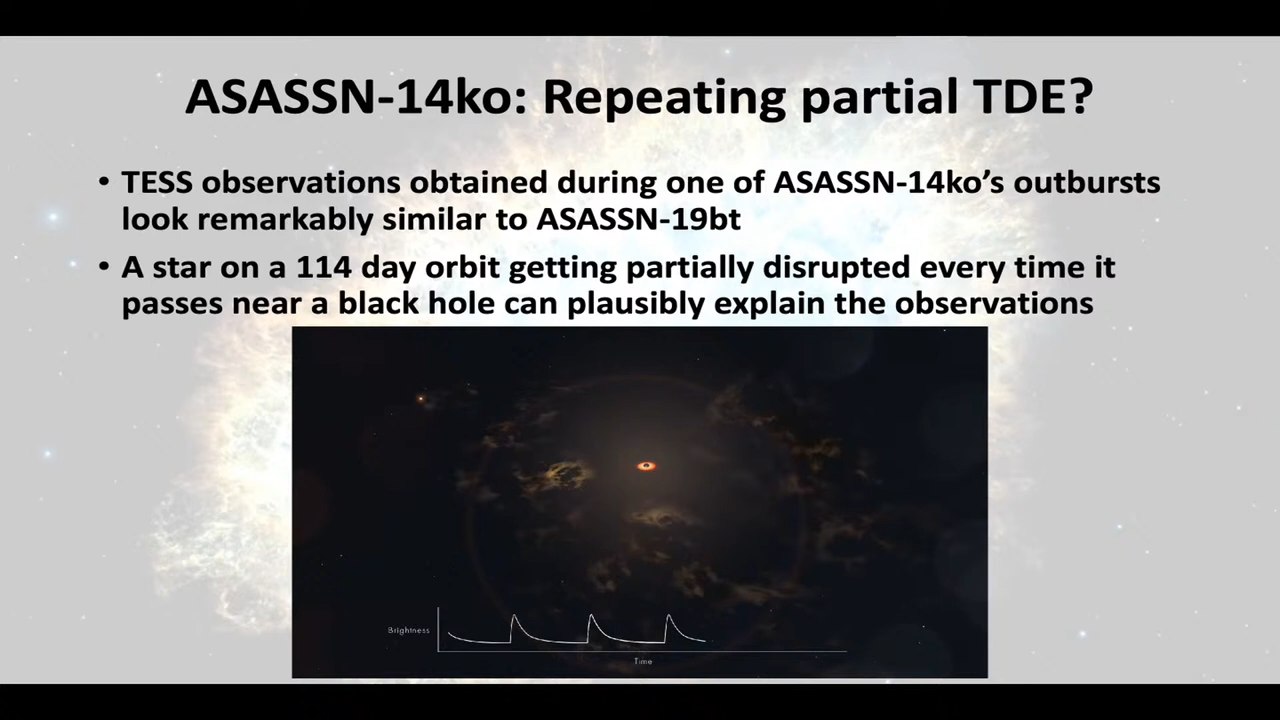 ASASSN-14ko: Repeating partial TDE?
• TESS observations obtained during one of ASASSN-14ko’s outbursts
look remarkably similar to ASASSN-19bt
• A star on a 114 day orbit getting partially disrupted every time it
passes near a black hole can plausibly explain the observations
Brightness
Time